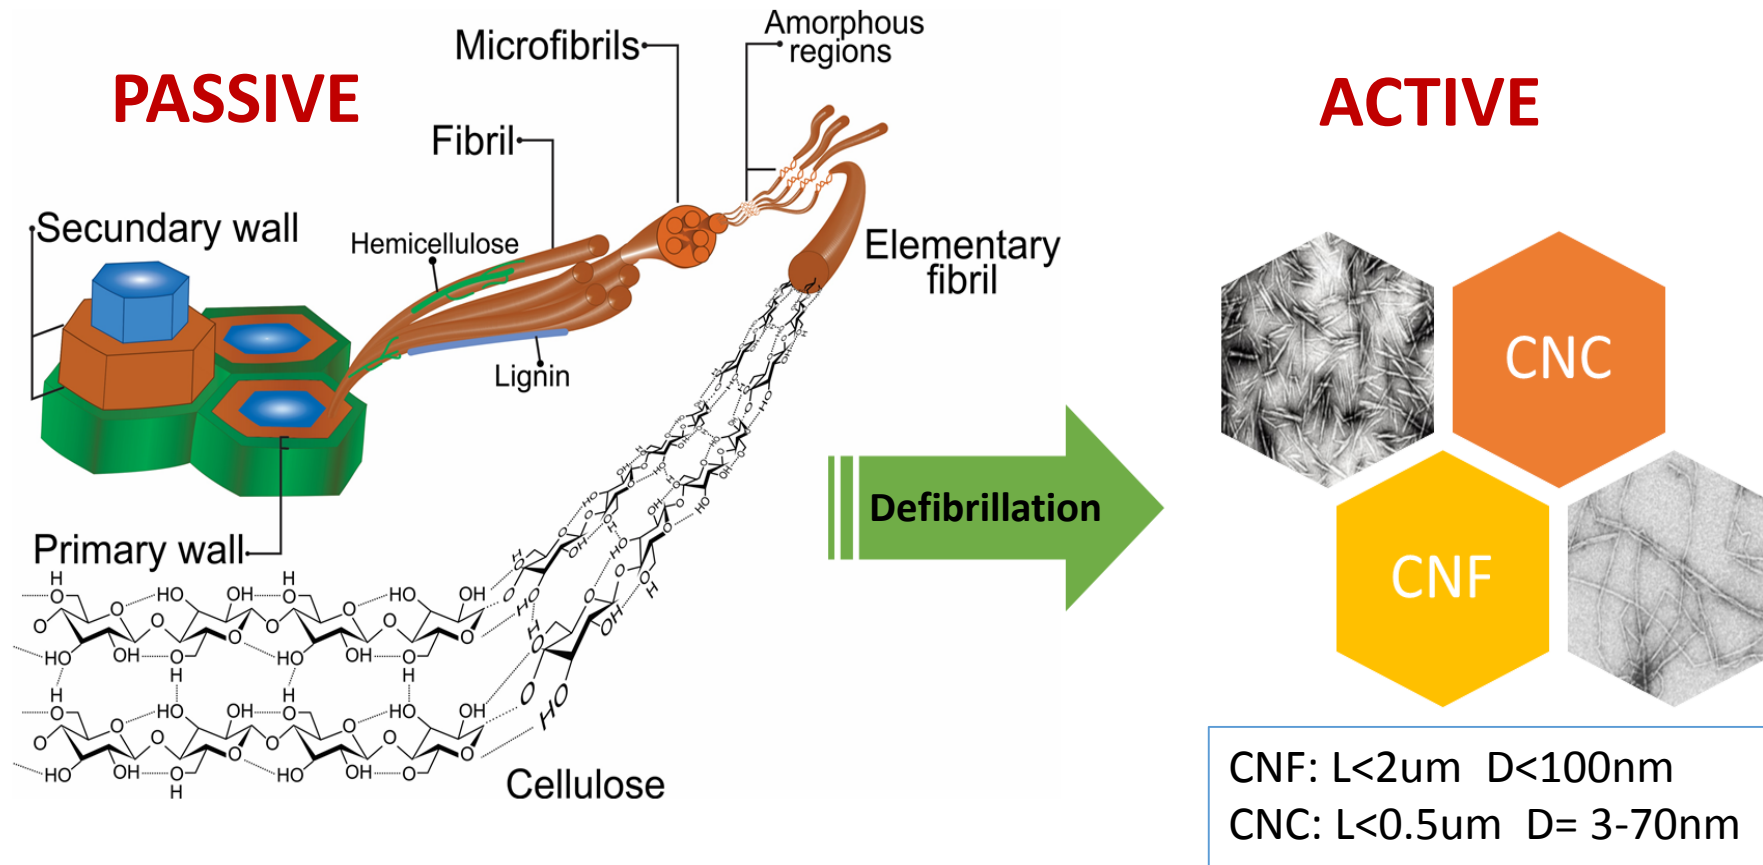 PASSIVE
ACTIVE
Microfibrils
Amorphous
regions
Fibril
Secundary wall
Hemicellulose
Elementary
fibril
Lignin
Primary wall
Cellulose
Defibrillation
CNC
CNF
CNF: L<2um D<100nm
CNC: L<0.5um D= 3-70nm